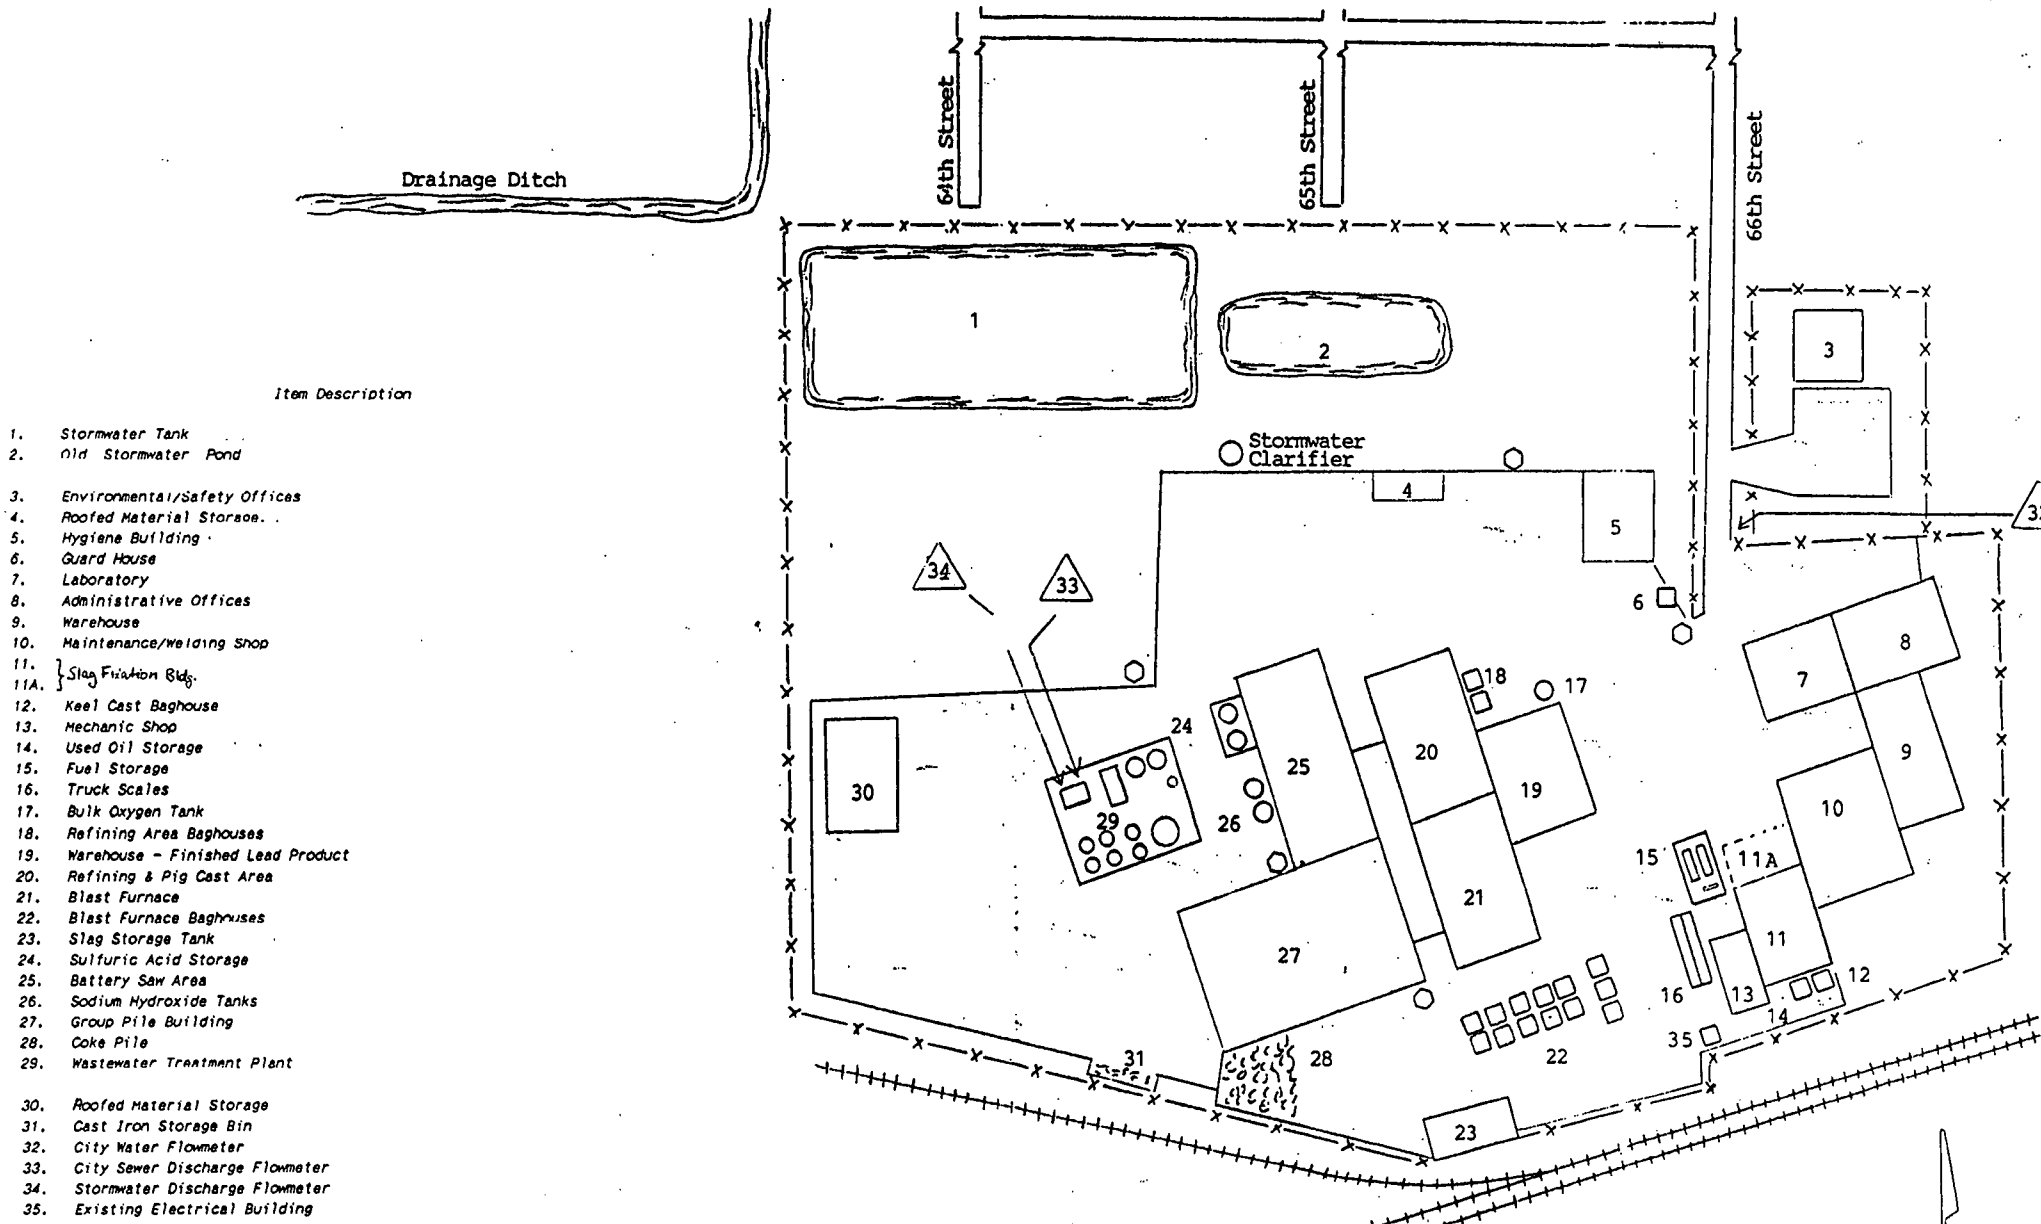 64th Street
65th Street
66th Street
Drainage Ditch
1
2
3
Stormwater
Clarifier
4
5
6
7
8
9
10
11A
11
12
13
14
15
16
17
18
19
20
21
22
23
24
25
26
27
28
29
30
31
33
34
35
Item Description
1. Stormwater Tank
2. Old Stormwater Pond
3. Environmental/Safety Offices
4. Roofed Material Storage.
5. Hygiene Building
6. Guard House
7. Laboratory
8. Administrative Offices
9. Warehouse
10. Maintenance/Welding Shop
11. } Slag Fixation Bldg.
11A.
12. Keel Cast Baghouse
13. Mechanic Shop
14. Used Oil Storage
15. Fuel Storage
16. Truck Scales
17. Bulk Oxygen Tank
18. Refining Area Baghouses
19. Warehouse - Finished Lead Product
20. Refining & Pig Cast Area
21. Blast Furnace
22. Blast Furnace Baghouses
23. Slag Storage Tank
24. Sulfuric Acid Storage
25. Battery Saw Area
26. Sodium Hydroxide Tanks
27. Group Pile Building
28. Coke Pile
29. Wastewater Treatment Plant
30. Roofed Material Storage
31. Cast Iron Storage Bin
32. City Water Flowmeter
33. City Sewer Discharge Flowmeter
34. Stormwater Discharge Flowmeter
35. Existing Electrical Building